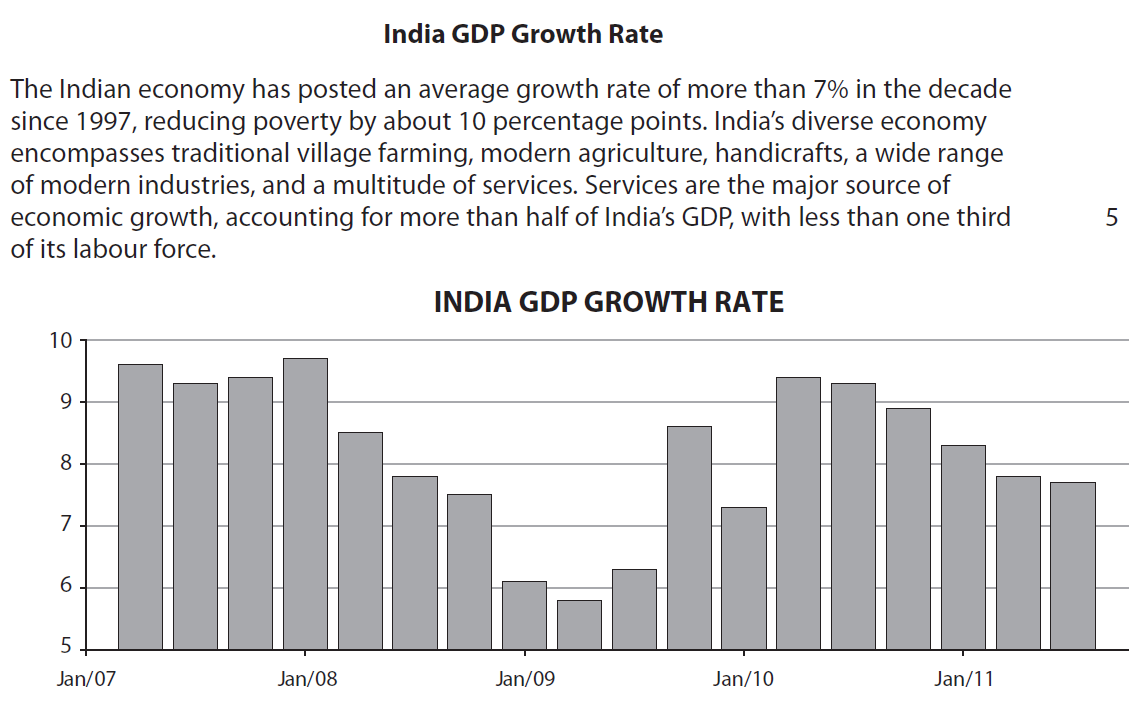 India GDP Growth Rate
The Indian economy has posted an average growth rate of more than 7% in the decade
since 1997, reducing poverty by about 10 percentage points. India’s diverse economy
encompasses traditional village farming, modern agriculture, handicrafts, a wide range
of modern industries, and a multitude of services. Services are the major source of
economic growth, accounting for more than half of India’s GDP, with less than one third 5
of its labour force.
INDIA GDP GROWTH RATE
10
9
8
7
6
5
Jan/07 Jan/08 Jan/09 Jan/10 Jan/11